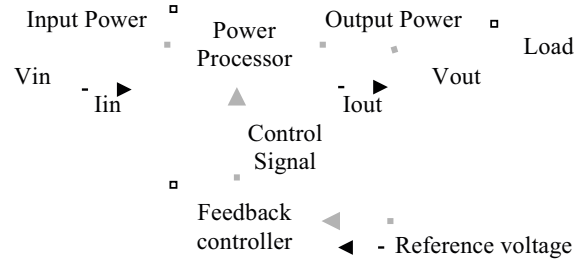 Input Power
Power
Processor
Output Power
Load
Vin
Iin
Iout
Vout
Control
Signal
Feedback
controller
Reference voltage